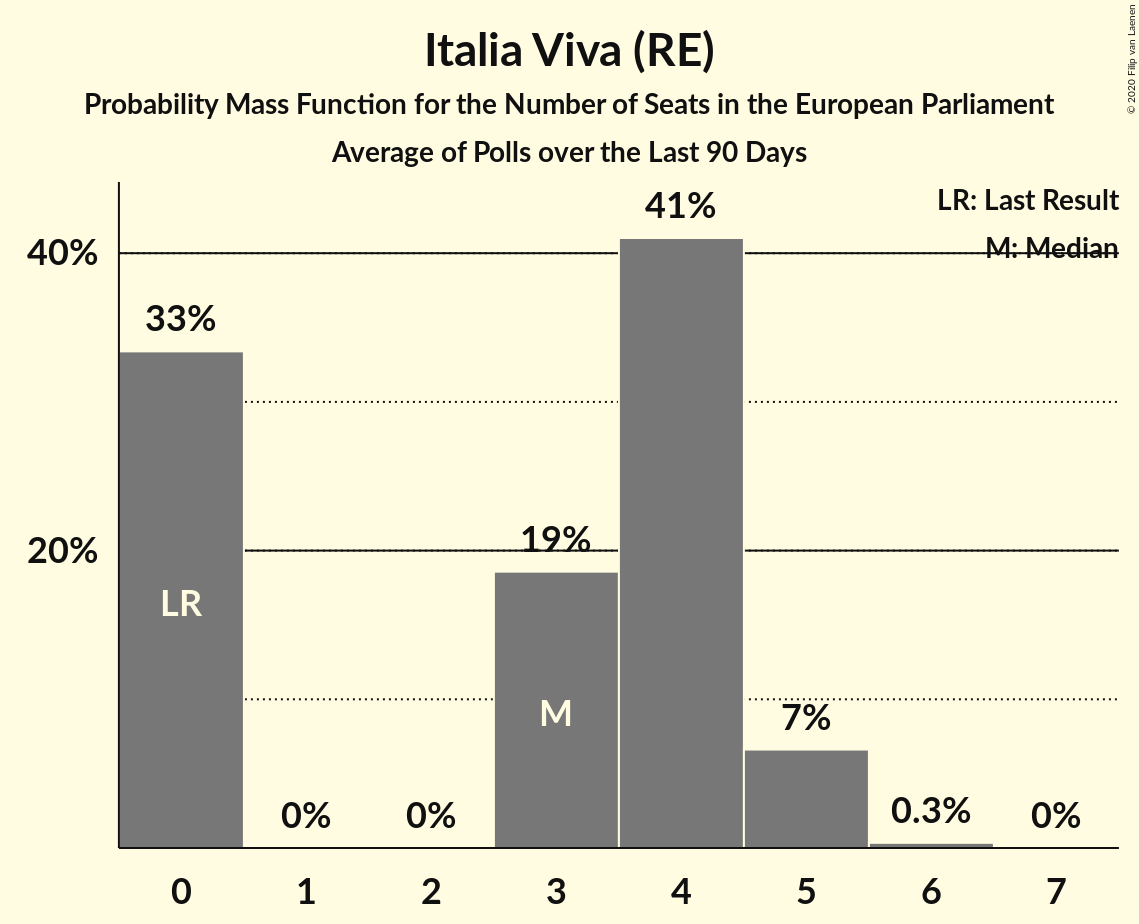 Italia Viva (RE)
Probability Mass Function for the Number of Seats in the European Parliament
Average of Polls over the Last 90 Days
© 2020 Filip van Laenen
LR: Last Result
M: Median
40%
20%
33%
0%
0%
19%
41%
7%
0.3%
0%
LR
M
0 1 2 3 4 5 6 7